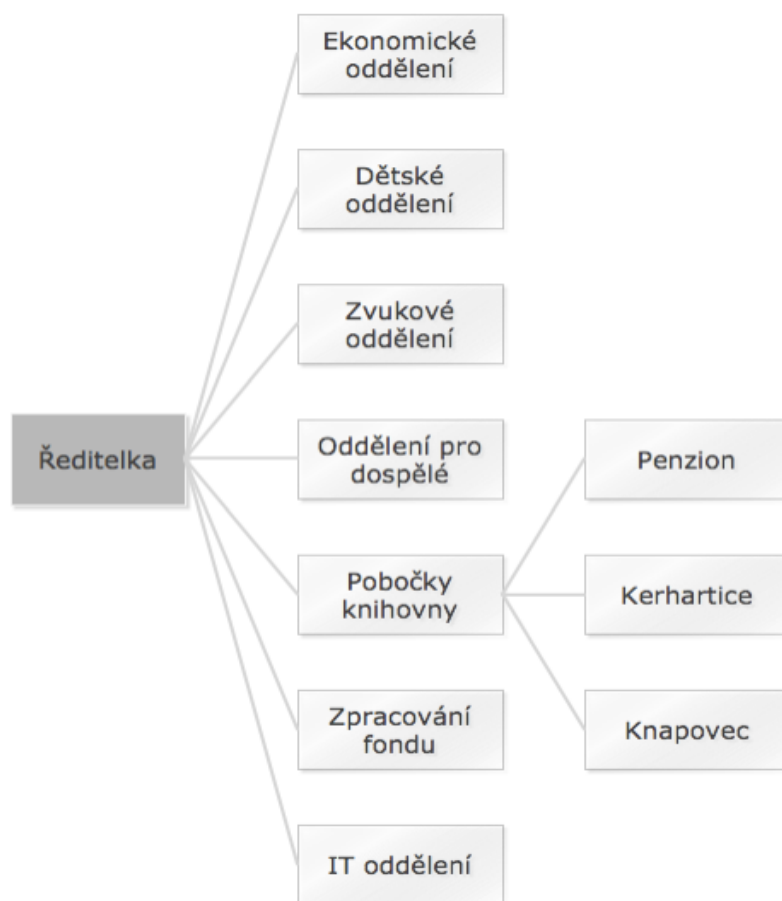 Ekonomické
oddělení
Dětské
oddělení
Zvukové
oddělení
Ředitelka
Oddělení pro
dospělé
Penzion
Pobočky
knihovny
Kerhartice
Zpracování
fondu
Knapovec
IT oddělení